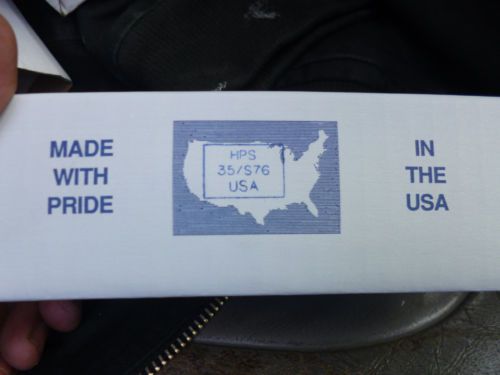 MADE
WITH
PRIDE
HPS
35/S76
USA
IN
THE
USA